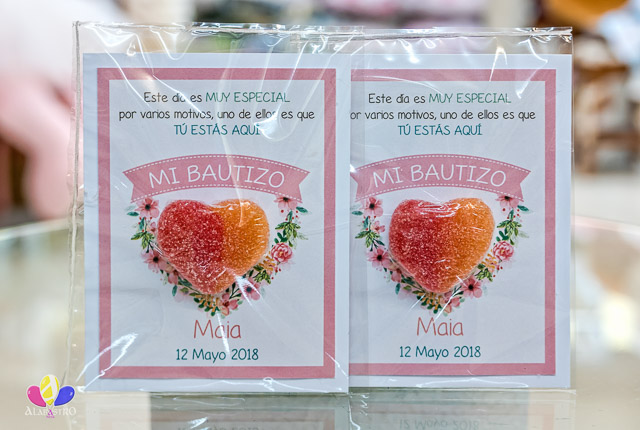 Este día es MUY ESPECIAL
por varios motivos, uno de ellos es que
TÚ ESTÁS AQUÍ
MI BAUTIZO
Maia
12 Mayo 2018
Este día es MUY ESPECIAL
or varios motivos, uno de ellos es que
TÚ ESTÁS AQUÍ
MI BAUTIZO
Maia
12 Mayo 2018
ALABASTRO